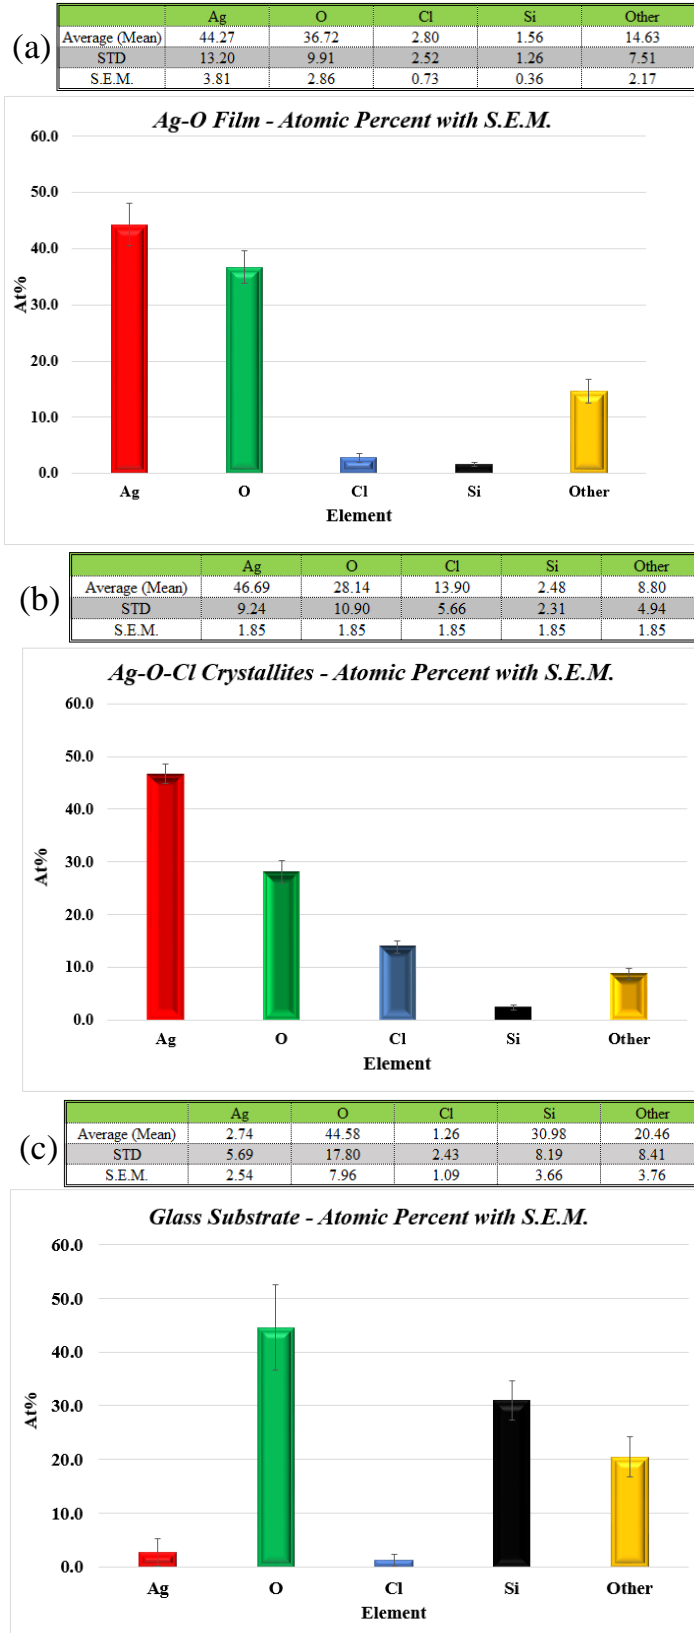 (a)
Ag O Cl Si Other
Average (Mean) 44.27 36.72 2.80 1.56 14.63
STD 13.20 9.91 2.52 1.26 7.51
S.E.M. 3.81 2.86 0.73 0.36 2.17
Ag-O Film - Atomic Percent with S.E.M.
60.0
50.0
40.0
30.0
20.0
10.0
0.0
At%
Ag O Cl Si Other
Element
(b)
Ag O Cl Si Other
Average (Mean) 46.69 28.14 13.90 2.48 8.80
STD 9.24 10.90 5.66 2.31 4.94
S.E.M. 1.85 1.85 1.85 1.85 1.85
Ag-O-Cl Crystallites - Atomic Percent with S.E.M.
60.0
50.0
40.0
30.0
20.0
10.0
0.0
At%
Ag O Cl Si Other
Element
(c)
Ag O Cl Si Other
Average (Mean) 2.74 44.58 1.26 30.98 20.46
STD 5.69 17.80 2.43 8.19 8.41
S.E.M. 2.54 7.96 1.09 3.66 3.76
Glass Substrate - Atomic Percent with S.E.M.
60.0
50.0
40.0
30.0
20.0
10.0
0.0
At%
Ag O Cl Si Other
Element